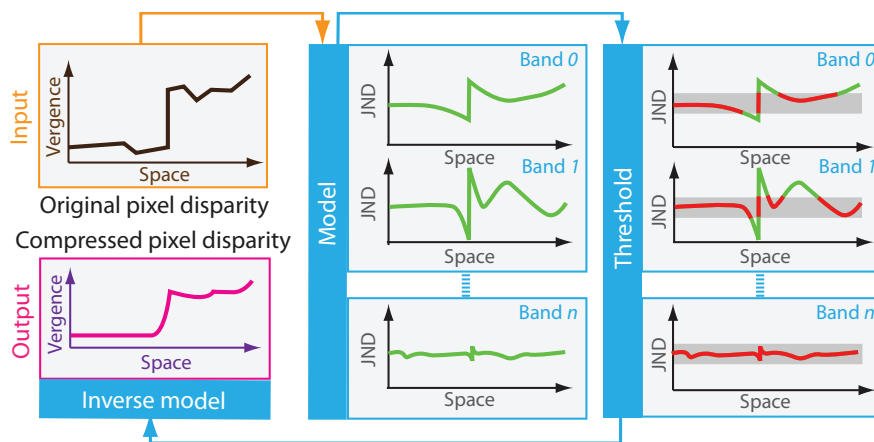 Input
Vergence
Space
Original pixel disparity
Compressed pixel disparity
Output
Vergence
Space
Inverse model
Model
Band 0
JND
Space
Band 1
JND
Space
Band n
JND
Space
Threshold
Band 0
JND
Space
Band 1
JND
Space
Band n
JND
Space